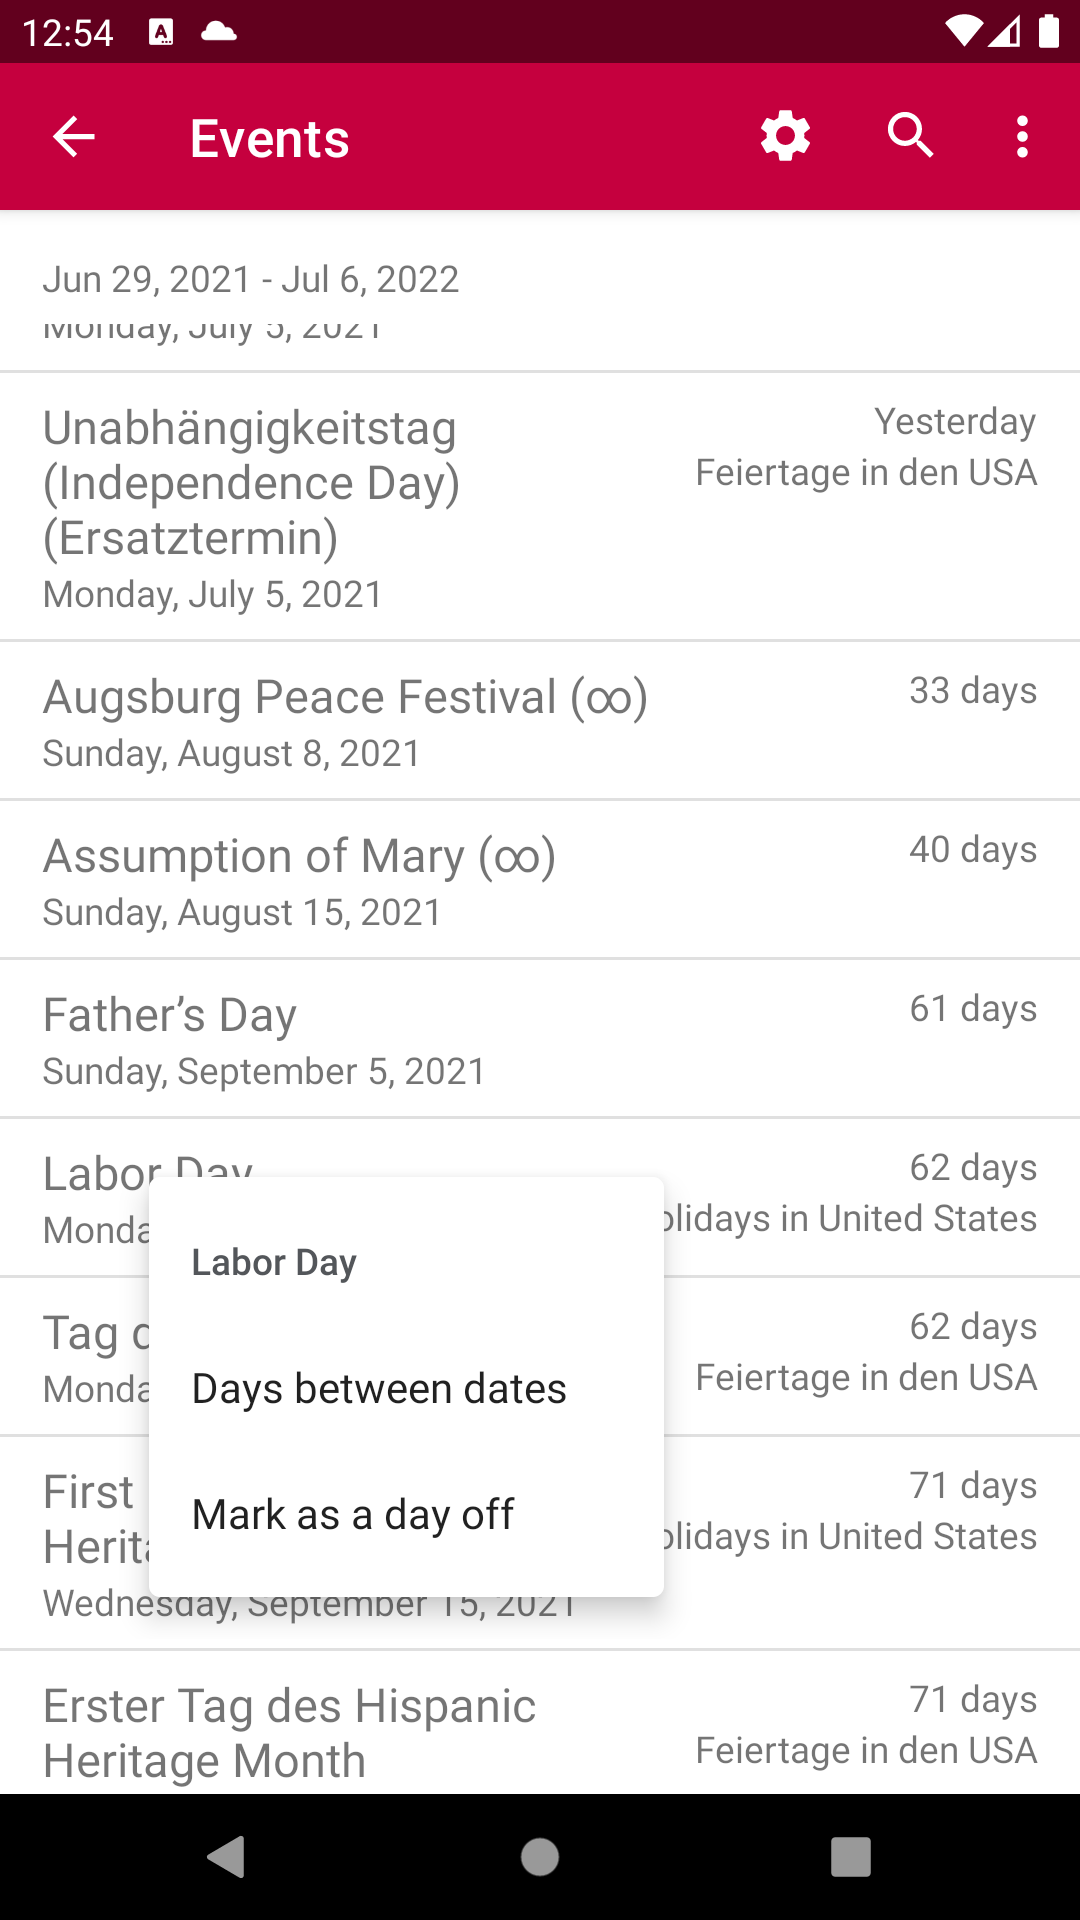 12:54
Events
Jun 29, 2021 - Jul 6, 2022
Monday, July 5, 2021
Unabhängigkeitstag
(Independence Day)
(Ersatztermin)
Monday, July 5, 2021
Yesterday
Feiertage in den USA
Augsburg Peace Festival (∞)
33 days
Sunday, August 8, 2021
Assumption of Mary (∞)
40 days
Sunday, August 15, 2021
Father’s Day
61 days
Sunday, September 5, 2021
Labor Day
62 days
in United States
Labor Day
Days between dates
Mark as a day off
Tag
62 days
Feiertage in den USA
First
71 days
in United States
Wednesday, September 15, 2021
Erster Tag des Hispanic
Heritage Month
71 days
Feiertage in den USA